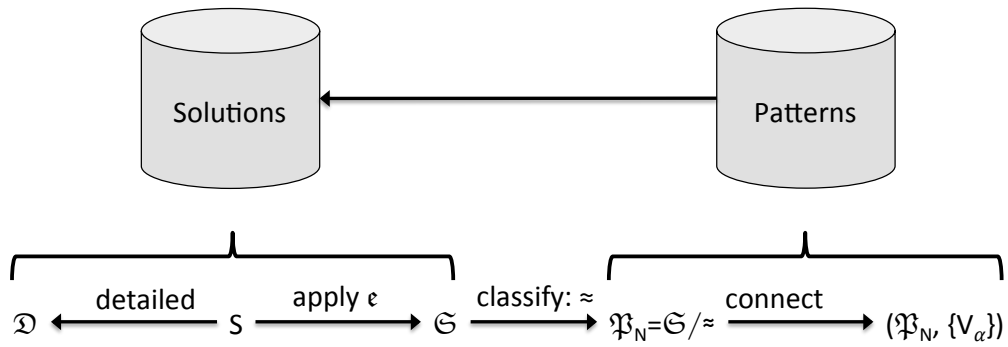 Solutions Patterns
detailed apply 𝔢 classify: ≈ connect
𝔇 S 𝔖 𝔓N=𝔖/≈ (𝔓N, {Vα})